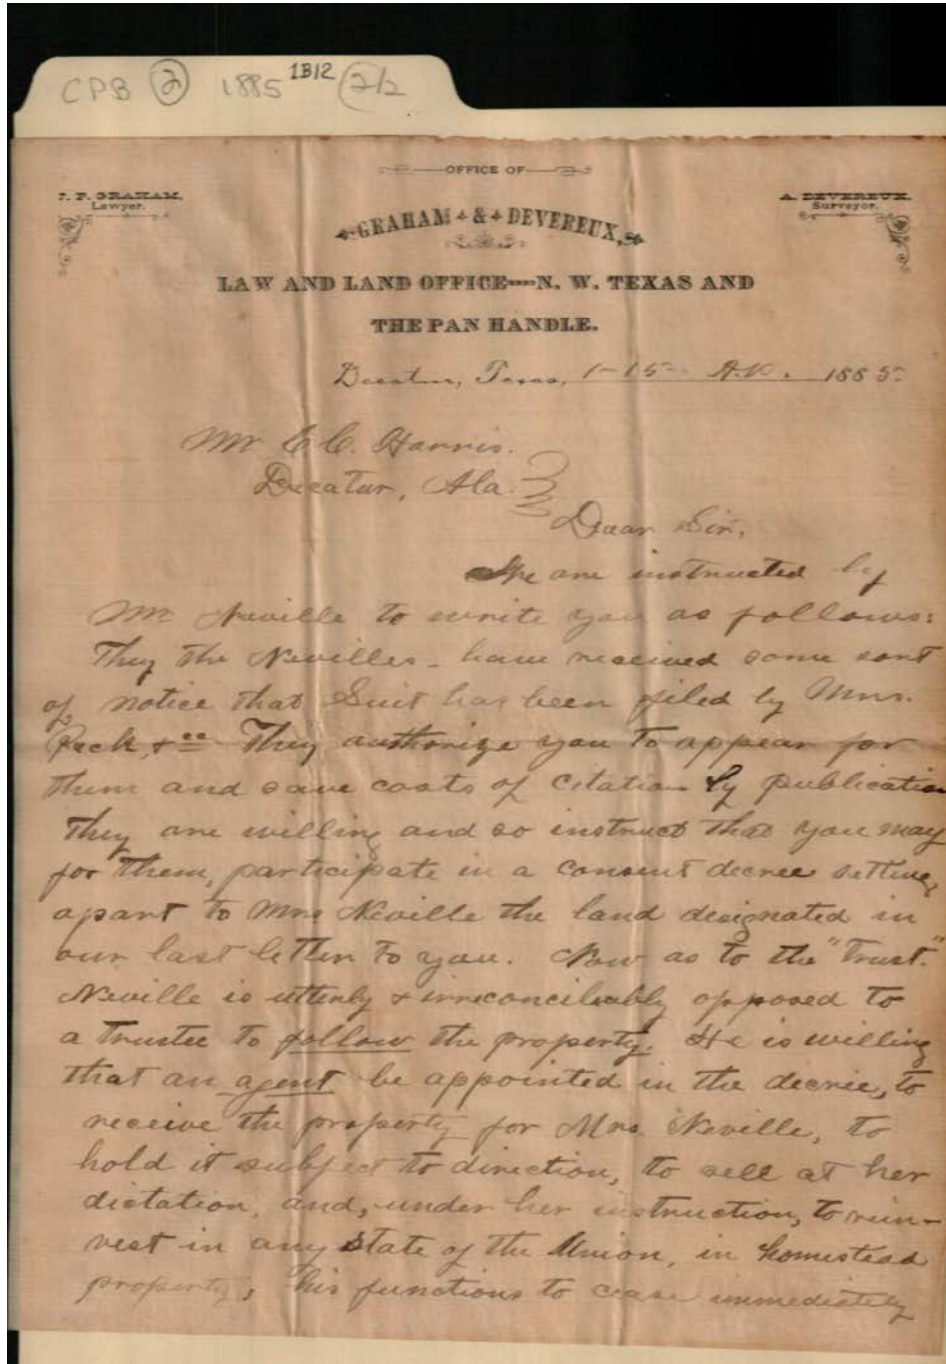 CPB 2 1885 1B12 2/2
OFFICE OF
J. F. GRAHAM, A. DEVEREUX,
Lawyer. Surveyor.
GRAHAM & DEVEREUX,
LAW AND LAND OFFICE----N. W. TEXAS AND
THE PAN HANDLE.
Decatur, Texas, 1-15- A.D. 1885
Mr C C. Harris.
Decatur, Ala.
Dear Sir,
We are instructed by
Mr Neville to write you as follows:
They the Nevilles - have received some sort
of notice that Suit has been filed by Mrs.
Peck, + They authorize you to appear for
them and save costs of citation by publication
They are willing and so instruct that you may
for them, participate in a consent decree setting
apart to Mrs Neville the land designated in
our last letter to you. Now as to the "Trust."
Neville is utterly & irreconcileably opposed to
a trustee to follow the property. He is willing
that an agent be appointed in the decree, to
receive the property for Mrs. Neville, to
hold it subject to direction, to sell at her
dictation, and, under her instruction, to rein-
vest in any State of the Union, in homestead
property, his functions to cease immediately